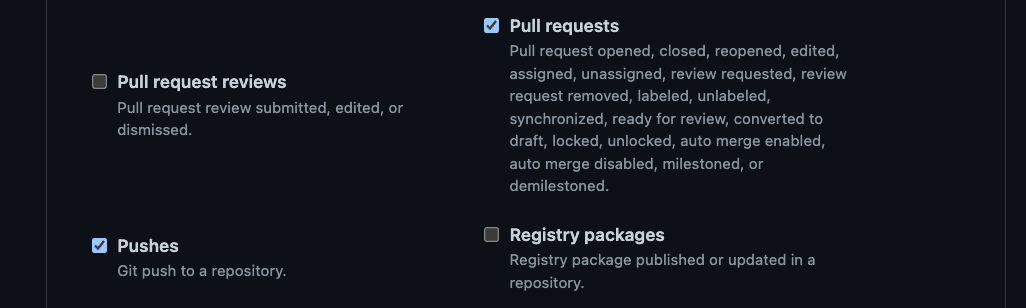 Pull requests
Pull request opened, closed, reopened, edited,
assigned, unassigned, review requested, review
request removed, labeled, unlabeled,
synchronized, ready for review, converted to
draft, locked, unlocked, auto merge enabled,
auto merge disabled, milestoned, or
demilestoned.
Pull request reviews
Pull request review submitted, edited, or
dismissed.
Pushes
Git push to a repository.
Registry packages
Registry package published or updated in a
repository.